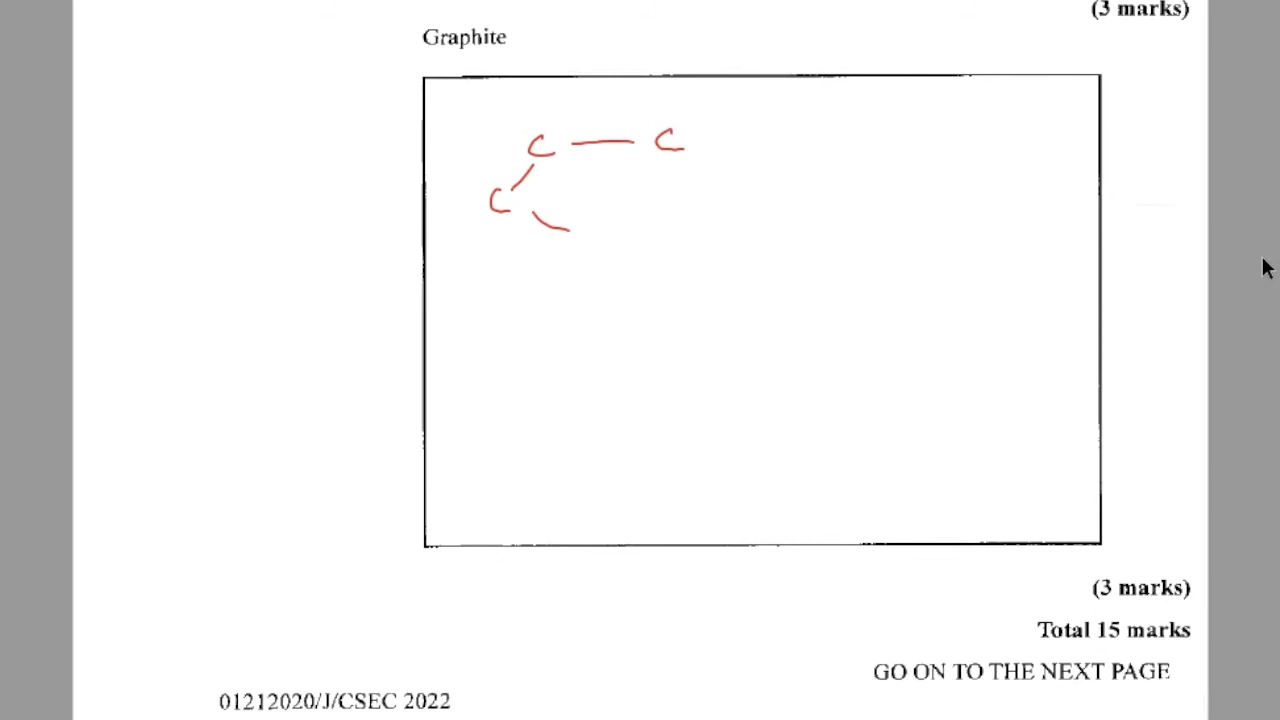 (3 marks)
Graphite
C — C
C
(3 marks)
Total 15 marks
GO ON TO THE NEXT PAGE
01212020/J/CSEC 2022